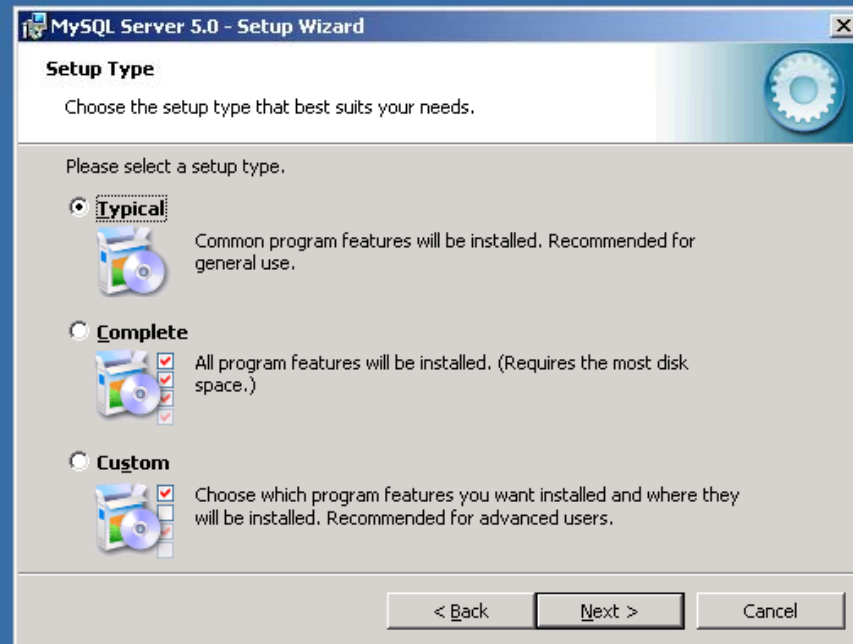 MySQL Server 5.0 - Setup Wizard
Setup Type
Choose the setup type that best suits your needs.
Please select a setup type.
Typical
Common program features will be installed. Recommended for
general use.
Complete
All program features will be installed. (Requires the most disk
space.)
Custom
Choose which program features you want installed and where they
will be installed. Recommended for advanced users.
< Back Next > Cancel